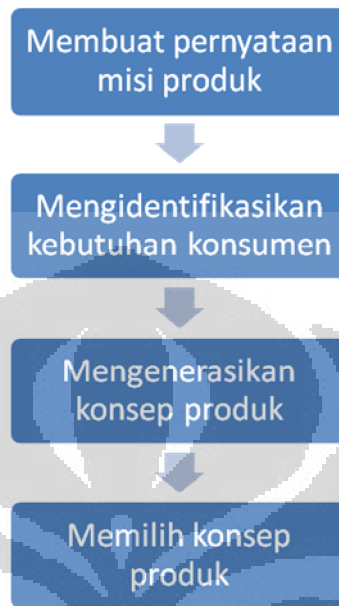 Membuat pernyataan
misi produk
Mengidentifikasikan
kebutuhan konsumen
Mengenerasikan
konsep produk
Memilih konsep
produk